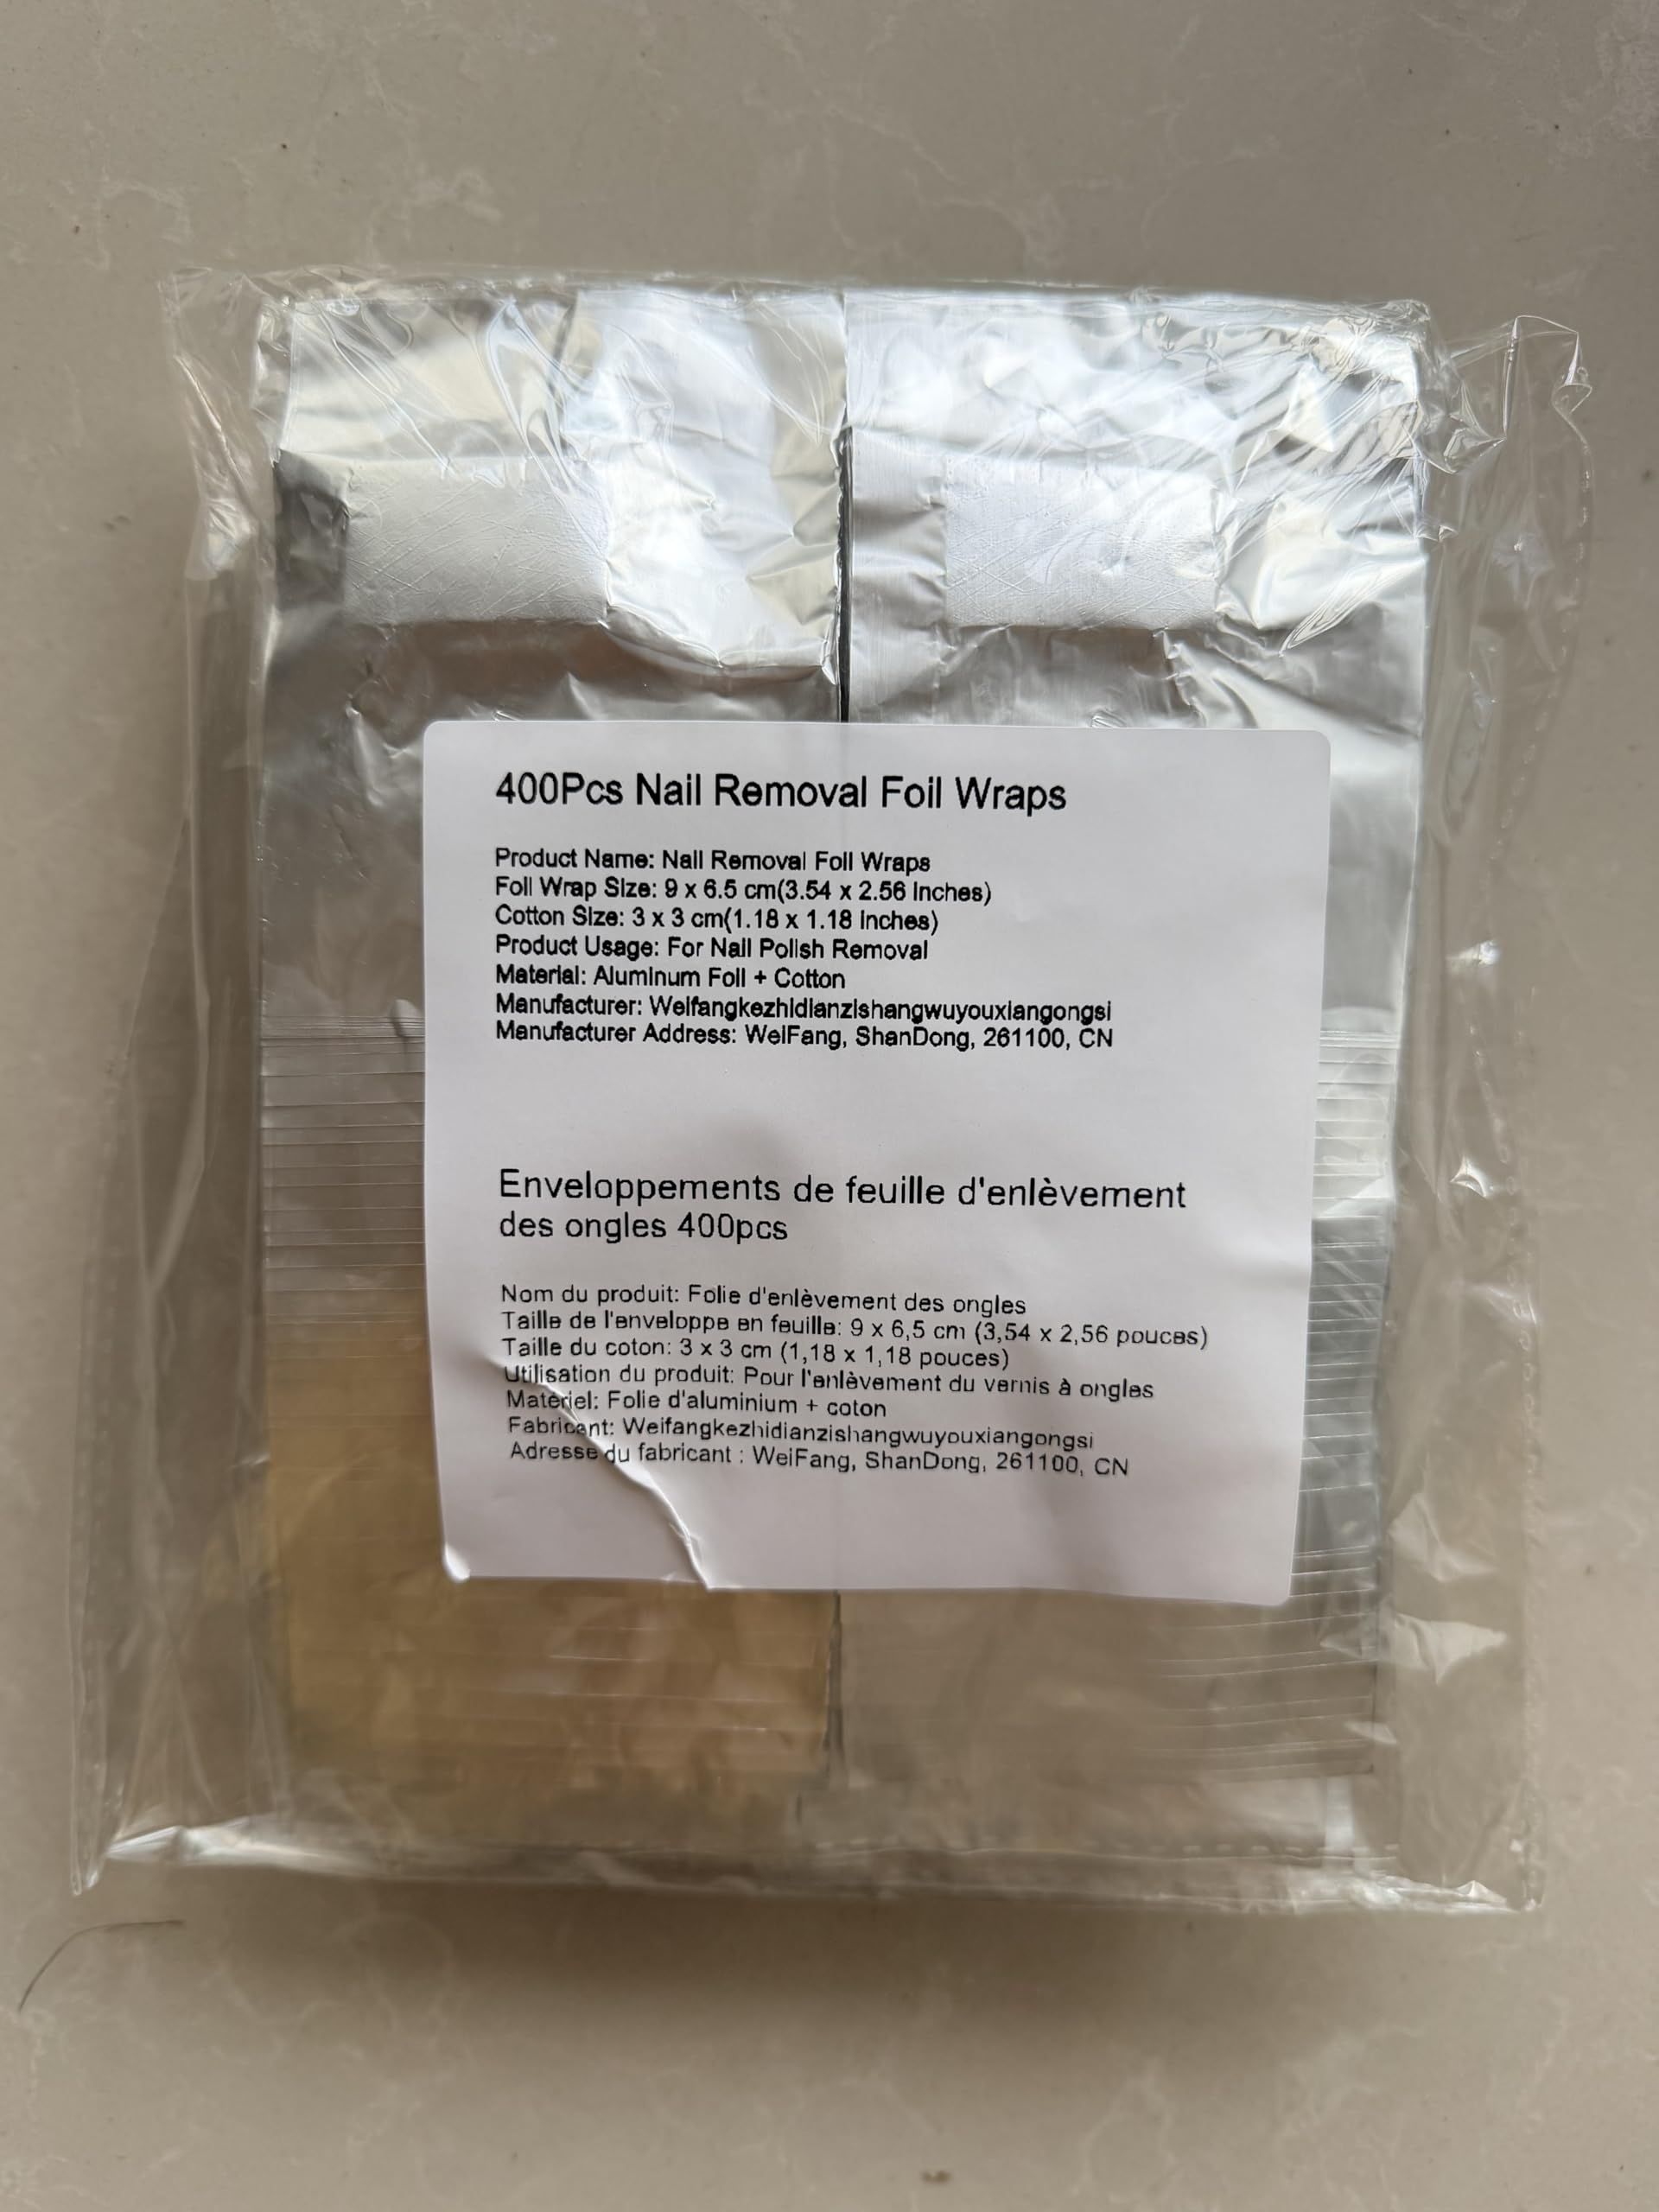 400Pcs Nail Removal Foil Wraps
Product Name: Nail Removal Foil Wraps
Foil Wrap Size: 9 x 6.5 cm(3.54 x 2.56 inches)
Cotton Size: 3 x 3 cm(1.18 x 1.18 inches)
Product Usage: For Nail Polish Removal
Material: Aluminum Foil + Cotton
Manufacturer: Weifangkezhidianzishangwuyouxiangongsi
Manufacturer Address: WeiFang, ShanDong, 261100, CN
Enveloppements de feuille d'enlèvement
des ongles 400pcs
Nom du produit: Folie d'enlèvement des ongles
Taille de l'enveloppe en feuille: 9 x 6,5 cm (3,54 x 2,56 pouces)
Taille du coton: 3 x 3 cm (1,18 x 1,18 pouces)
Utilisation du produit: Pour l'enlèvement du vernis à ongles
Matériel: Folie d'aluminium + coton
Fabricant: Weifangkezhidianzishangwuyouxiangongsi
Adresse du fabricant : WeiFang, ShanDong, 261100, CN